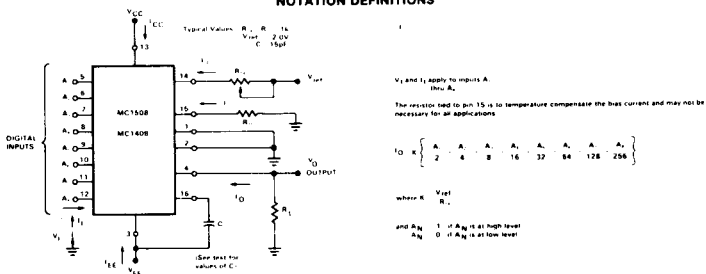 NOTATION DEFINITIONS
VCC
ICC
13
Typical Values R R 1k
Vref 2.0V
C 15pF
DIGITAL INPUTS
A 5
A 6
A 7
A 8
A 9
A 10
A 11
A 12
MC1508
MC1408
14
15
1
2
4
16
3
Vref
VO
OUTPUT
IO
RL
C
II
VI
IEE
VEE
(See text for
values of C
VI and II apply to inputs A
thru A
The resistor tied to pin 15 is to temperature compensate the bias current and may not be
necessary for all applications
IO K { A A A A A A A A }
2 4 8 16 32 64 128 256
where K Vref
R
and AN 1 if AN is at high level
AN 0 if AN is at low level